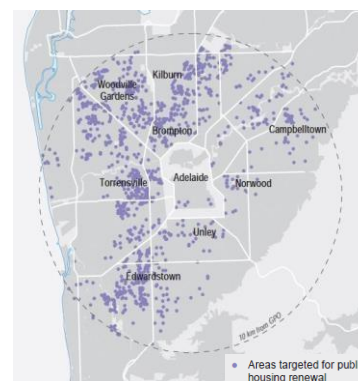 Kilburn
Woodville
Gardens
Brompton
Campbelltown
Torrensville
Adelaide
Norwood
Unley
Edwardstown
10 km from GPO
Areas targeted for publ
housing renewal